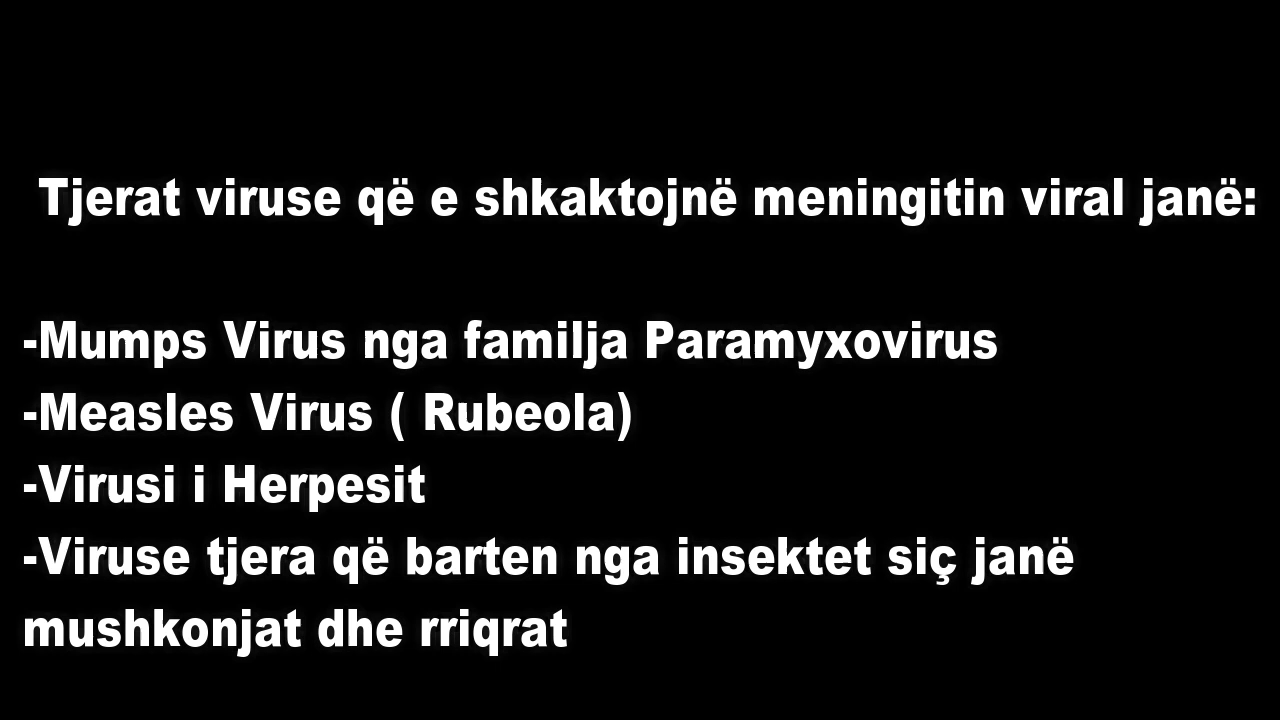 Tjerat viruse që e shkaktojnë meningitin viral janë:
-Mumps Virus nga familja Paramyxovirus
-Measles Virus ( Rubeola)
-Virusi i Herpesit
-Viruse tjera që barten nga insektet siç janë
mushkonjat dhe rriqrat